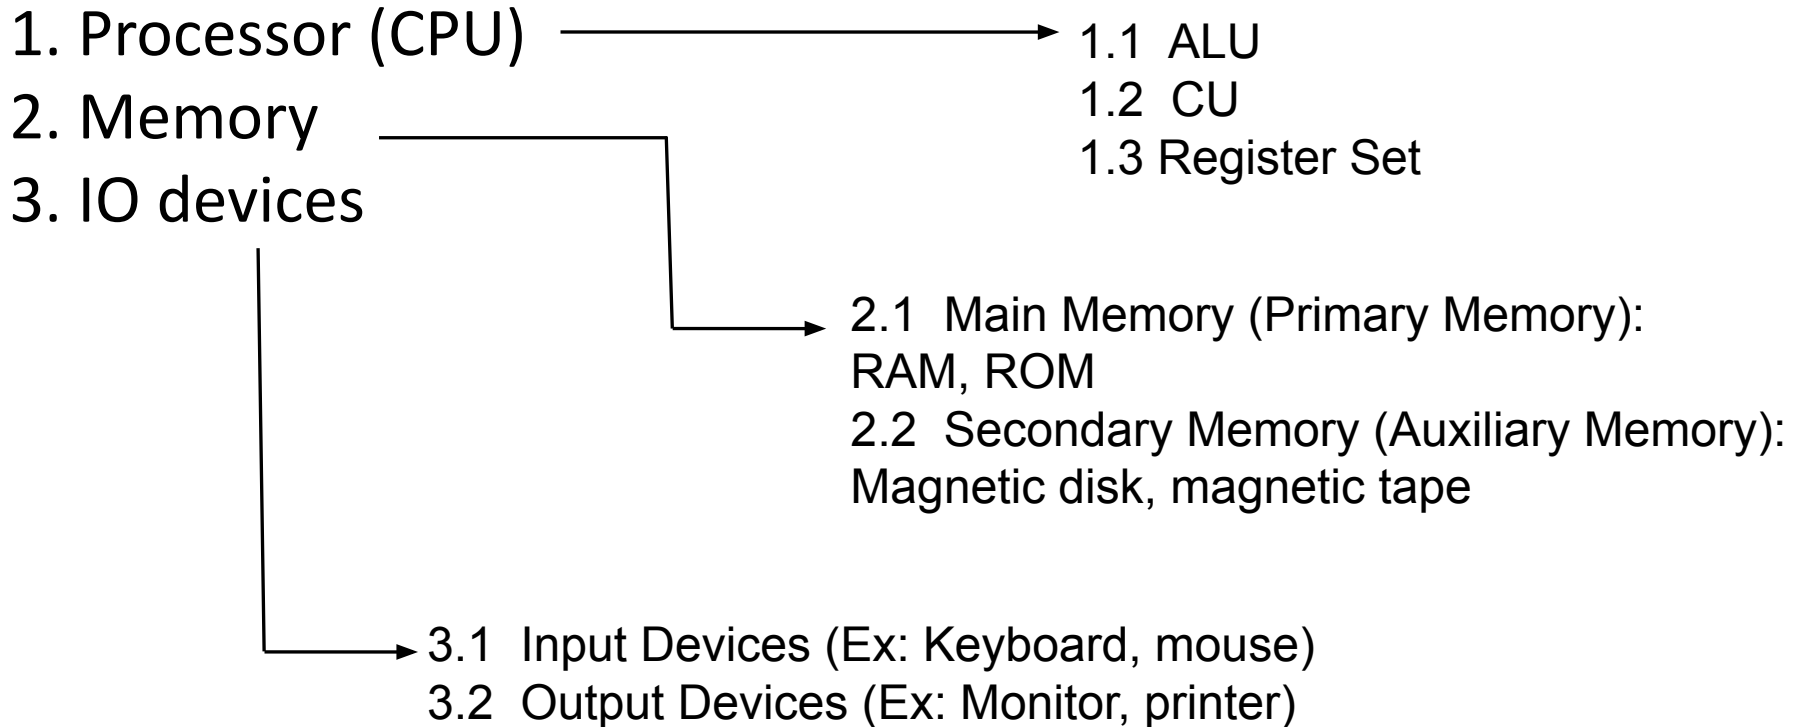 1. Processor (CPU)
2. Memory
3. IO devices
1.1 ALU
1.2 CU
1.3 Register Set
2.1 Main Memory (Primary Memory):
RAM, ROM
2.2 Secondary Memory (Auxiliary Memory):
Magnetic disk, magnetic tape
3.1 Input Devices (Ex: Keyboard, mouse)
3.2 Output Devices (Ex: Monitor, printer)